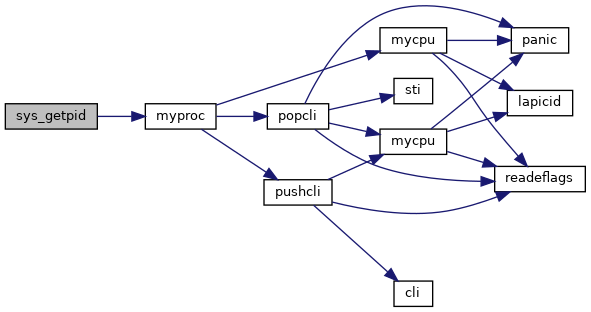 sys_getpid
myproc
mycpu
popcli
pushcli
sti
mycpu
cli
panic
lapicid
readeflags